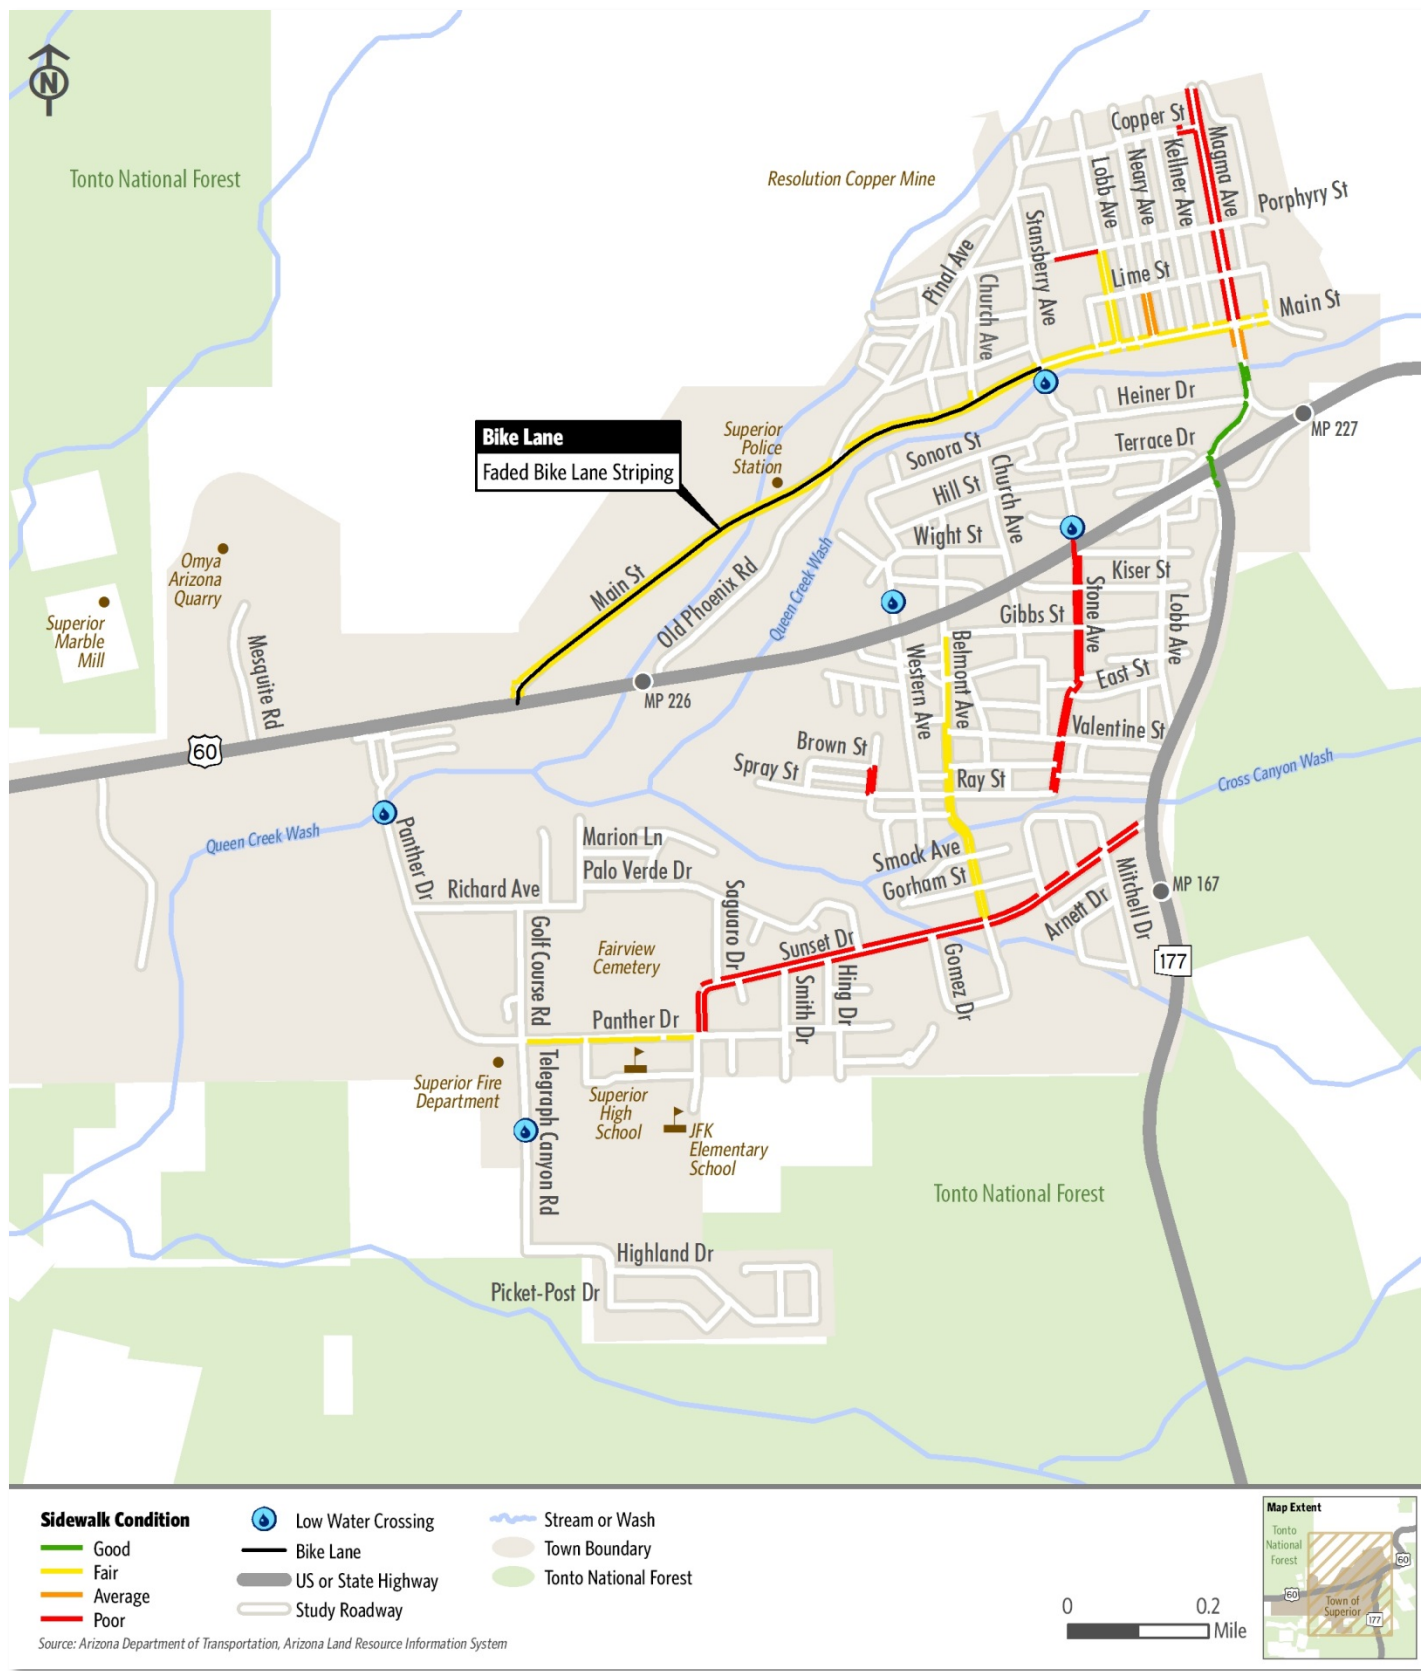 N
Tonto National Forest
Resolution Copper Mine
Copper St
Magma Ave
Kellner Ave
Neary Ave
Lobb Ave
Porphyry St
Stansberry Ave
Pinal Ave
Lime St
Church Ave
Main St
Heiner Dr
MP 227
Bike Lane
Faded Bike Lane Striping
Superior
Police
Station
Sonora St
Terrace Dr
Hill St
Church Ave
Wight St
Omya
Arizona
Quarry
Superior
Marble
Mill
Main St
Old Phoenix Rd
Queen Creek Wash
Kiser St
Stone Ave
Gibbs St
Lobb Ave
Mesquite Rd
Belmont Ave
Western Ave
East St
MP 226
60
Valentine St
Brown St
Spray St
Ray St
Cross Canyon Wash
Queen Creek Wash
Panther Dr
Marion Ln
Palo Verde Dr
Richard Ave
Smock Ave
Gorham St
Saguaro Dr
Mitchell Dr
Arnett Dr
MP 167
Golf Course Rd
Fairview
Cemetery
Sunset Dr
Smith Dr
Hing Dr
Gomez Dr
177
Panther Dr
Superior Fire
Department
Telegraph Canyon Rd
Superior
High
School
JFK
Elementary
School
Tonto National Forest
Highland Dr
Picket-Post Dr
Sidewalk Condition
Good
Fair
Average
Poor
Low Water Crossing
Bike Lane
US or State Highway
Study Roadway
Stream or Wash
Town Boundary
Tonto National Forest
0 0.2
Mile
Map Extent
Tonto
National
Forest
60
60
Town of
Superior
177
Source: Arizona Department of Transportation, Arizona Land Resource Information System